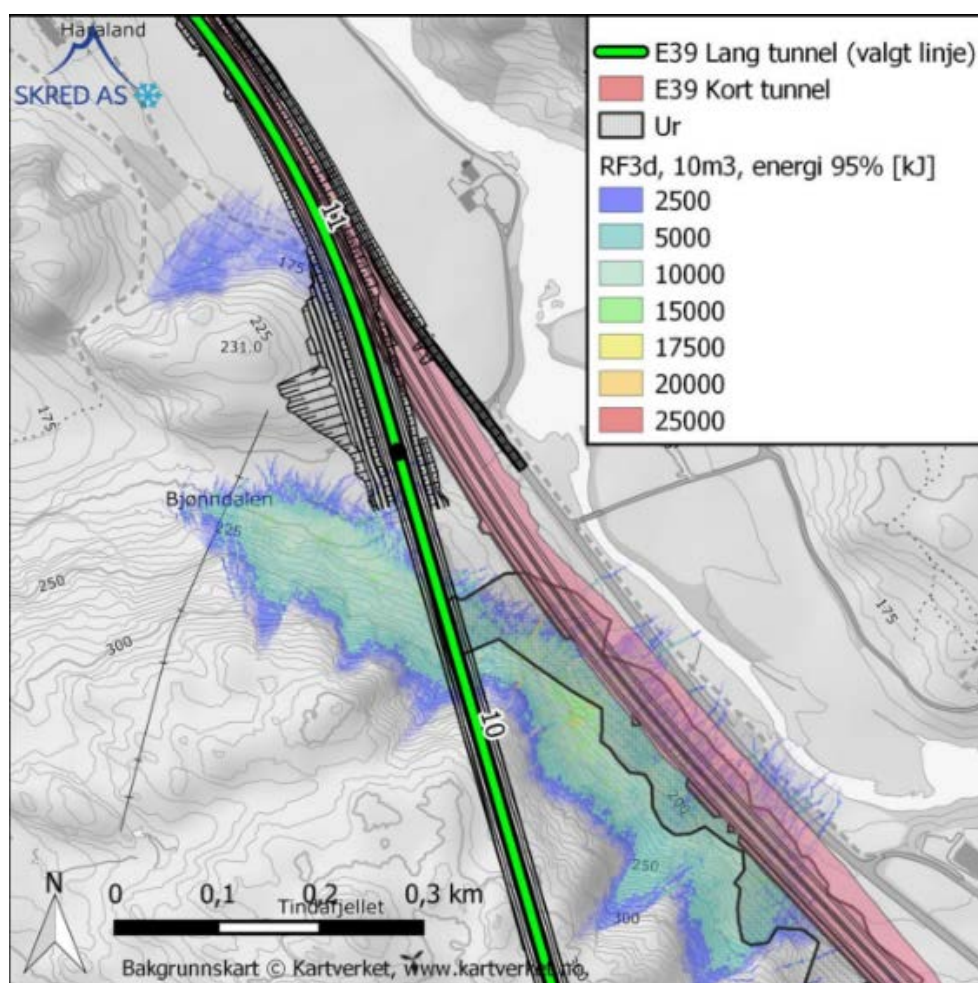 Håraland
SKRED AS
E39 Lang tunnel (valgt linje)
E39 Kort tunnel
Ur
RF3d, 10m3, energi 95% [kJ]
2500
5000
10000
15000
17500
20000
25000
11
175
225
231.0
175
Bjønndalen
225
250
300
175
10
200
250
300
N
0 0,1 0,2 0,3 km
Tindafjellet
Bakgrunnskart © Kartverket, www.kartverket.no.